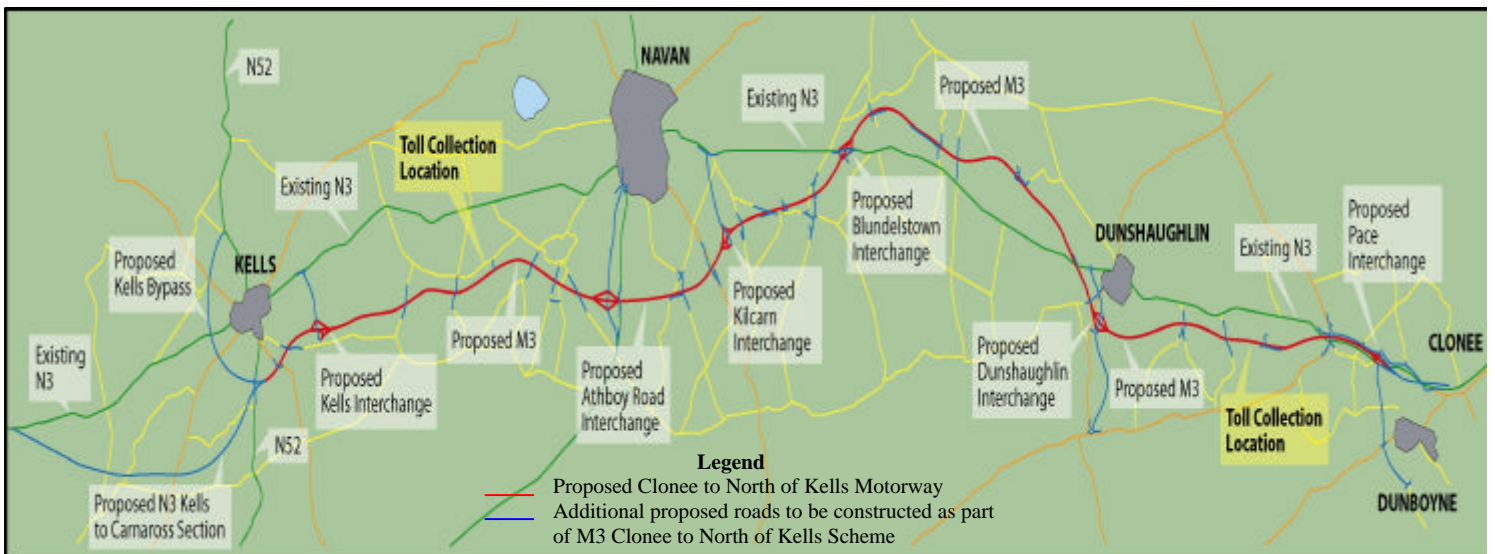 N52
NAVAN
Existing N3
Proposed M3
Toll Collection
Location
Existing N3
Proposed
Kells Bypass
KELLS
Proposed
Blundelstown
Interchange
DUNSHAUGHLIN
Existing N3
Proposed
Pace
Interchange
Existing
N3
Proposed
Kells Interchange
Proposed M3
Proposed
Athboy Road
Interchange
Proposed
Kilcarn
Interchange
Proposed
Dunshaughlin
Interchange
Proposed M3
Toll Collection
Location
CLONEE
N52
Proposed N3 Kells
to Carnaross Section
DUNBOYNE
Legend
Proposed Clonee to North of Kells Motorway
Additional proposed roads to be constructed as part
of M3 Clonee to North of Kells Scheme